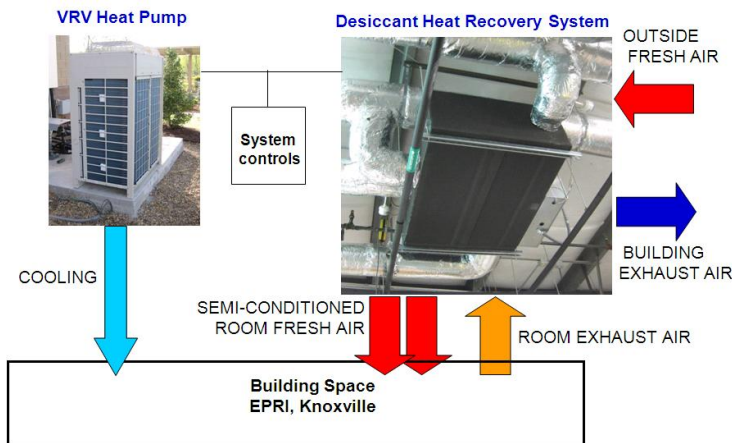 VRV Heat Pump
Desiccant Heat Recovery System
OUTSIDE
FRESH AIR
System
controls
BUILDING
EXHAUST AIR
COOLING
SEMI-CONDITIONED
ROOM FRESH AIR
ROOM EXHAUST AIR
Building Space
EPRI, Knoxville